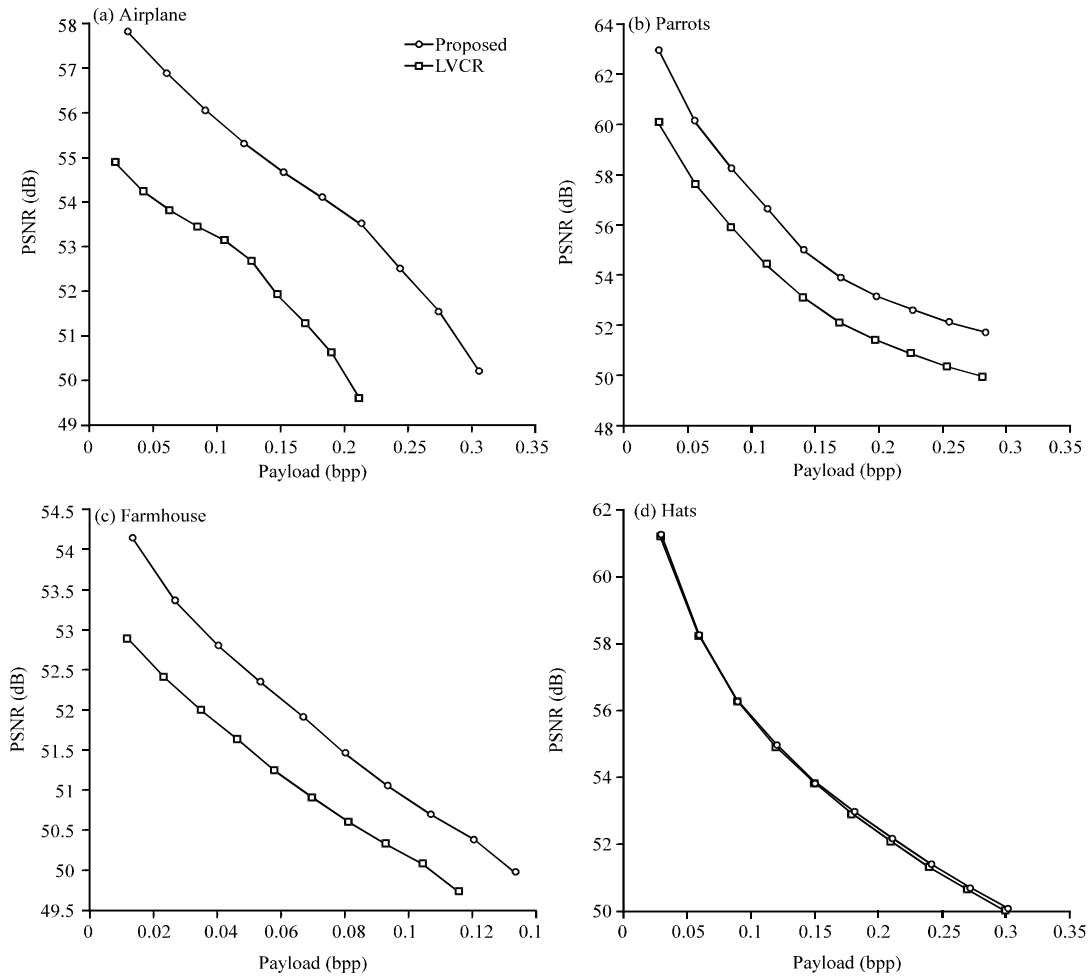 (a) Airplane
58
57
56
55
54
53
52
51
50
49
PSNR (dB)
0 0.05 0.1 0.15 0.2 0.25 0.3 0.35
Payload (bpp)
Proposed
LVCR
(b) Parrots
64
62
60
58
56
54
52
50
48
PSNR (dB)
0 0.05 0.1 0.15 0.2 0.25 0.3 0.35
Payload (bpp)
(c) Farmhouse
54.5
54
53.5
53
52.5
52
51.5
51
50.5
50
49.5
PSNR (dB)
0 0.02 0.04 0.06 0.08 0.1 0.12 0.1
Payload (bpp)
(d) Hats
62
60
58
56
54
52
50
PSNR (dB)
0 0.05 0.1 0.15 0.2 0.25 0.3 0.35
Payload (bpp)